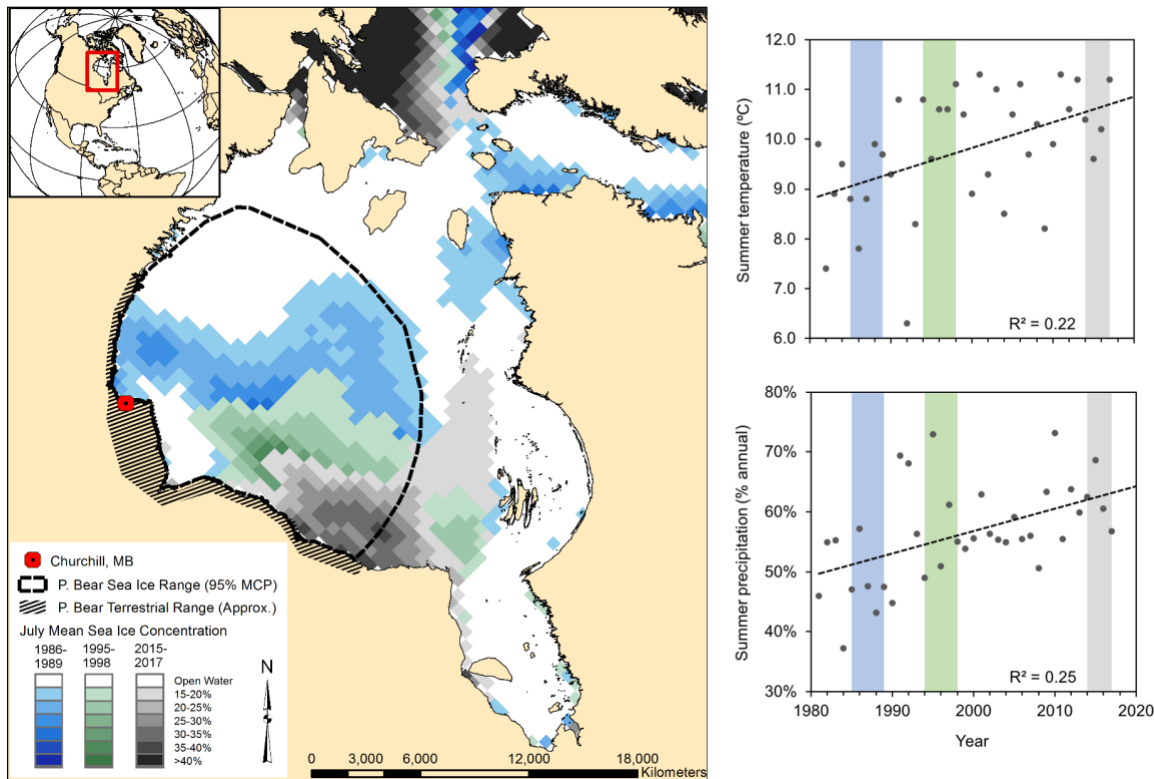 Churchill, MB
P. Bear Sea Ice Range (95% MCP)
P. Bear Terrestrial Range (Approx.)
July Mean Sea Ice Concentration
1986-
1989
1995-
1998
2015-
2017
Open Water
15-20%
20-25%
25-30%
30-35%
35-40%
>40%
N
0 3,000 6,000 12,000 18,000
Kilometers
Summer temperature (ºC)
12.0
11.0
10.0
9.0
8.0
7.0
6.0
R² = 0.22
Summer precipitation (% annual)
80%
70%
60%
50%
40%
30%
R² = 0.25
1980 1990 2000 2010 2020
Year